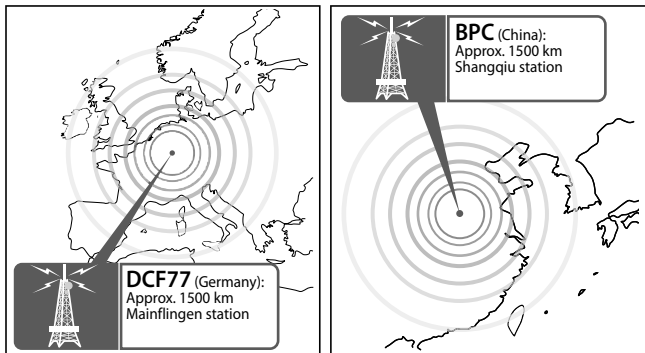 DCF77 (Germany):
Approx. 1500 km
Mainflingen station
BPC (China):
Approx. 1500 km
Shangqiu station